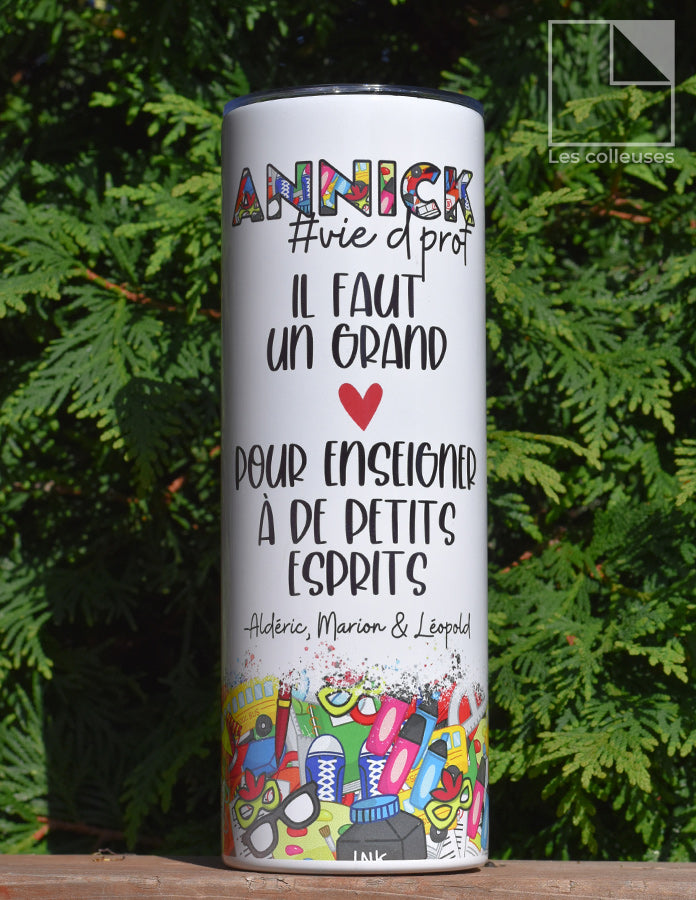 Les colleuses
ANNICK
#vie d prof
IL FAUT
UN GRAND
POUR ENSEIGNER
À DE PETITS
ESPRITS
-Aldéric, Marion & Léopold
INK